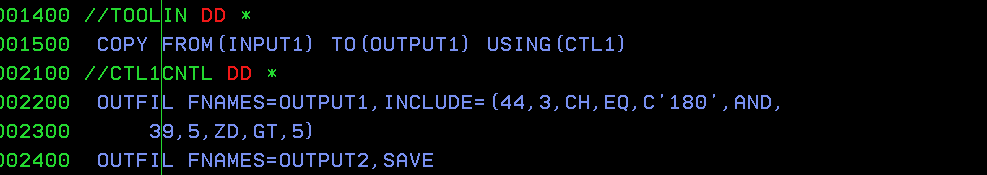 001400 //TOOLIN DD *
001500  COPY FROM(INPUT1) TO(OUTPUT1) USING(CTL1)
002100 //CTL1CNTL DD *
002200  OUTFIL FNAMES=OUTPUT1,INCLUDE=(44,3,CH,EQ,C'180',AND,
002300      39,5,ZD,GT,5)
002400  OUTFIL FNAMES=OUTPUT2,SAVE